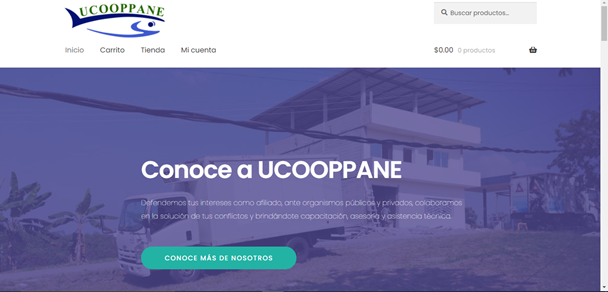 UCOOPPANE
Buscar productos...
Inicio Carrito Tienda Mi cuenta
$0.00 0 productos
Conoce a UCOOPPANE
Defendemos tus intereses como afiliado, ante organismos públicos y privados, colaboramos
en la solución de tus conflictos y brindándote capacitación, asesoria y asistencia técnica.
CONOCE MÁS DE NOSOTROS